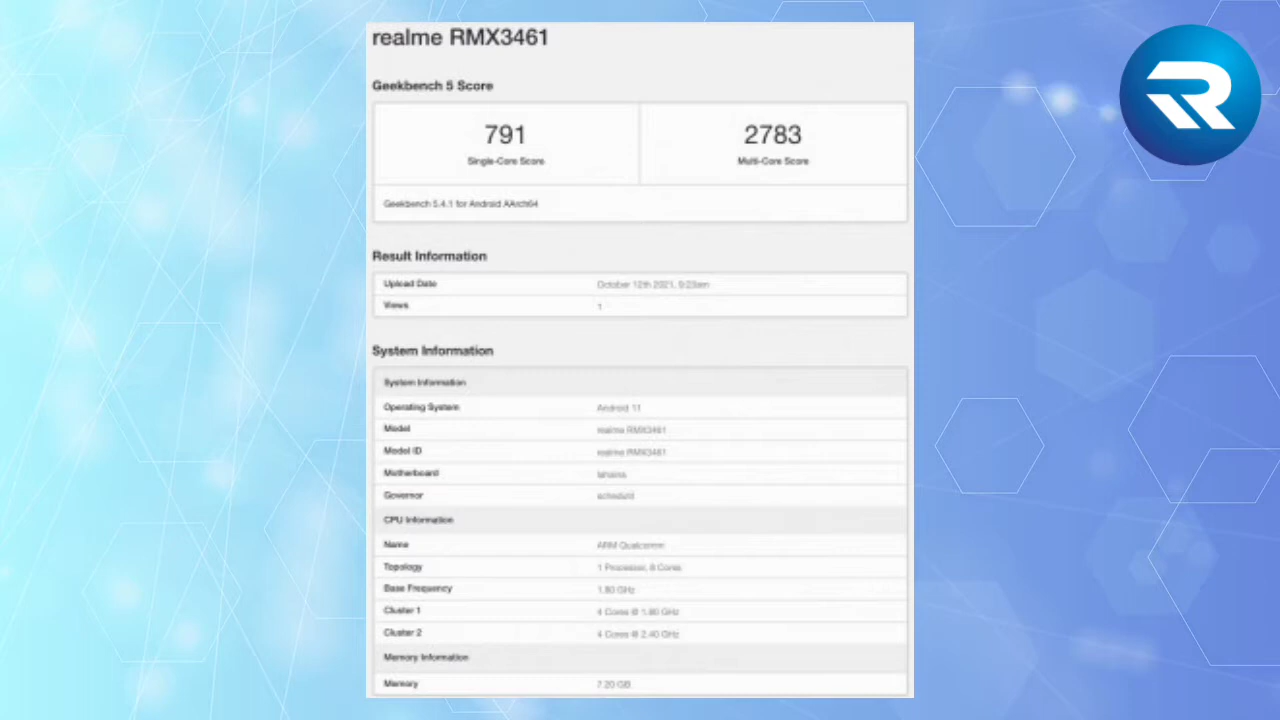 realme RMX3461
Geekbench 5 Score
791
Single-Core Score
2783
Multi-Core Score
Geekbench 5.4.1 for Android AArch64
Result Information
Upload Date October 12th 2021, 9:23am
Views 1
System Information
System Information
Operating System Android 11
Model realme RMX3461
Model ID realme RMX3461
Motherboard lahaina
Governor schedutil
CPU Information
Name ARM Qualcomm
Topology 1 Processor, 8 Cores
Base Frequency 1.80 GHz
Cluster 1 4 Cores @ 1.80 GHz
Cluster 2 4 Cores @ 2.40 GHz
Memory Information
Memory 7.20 GB